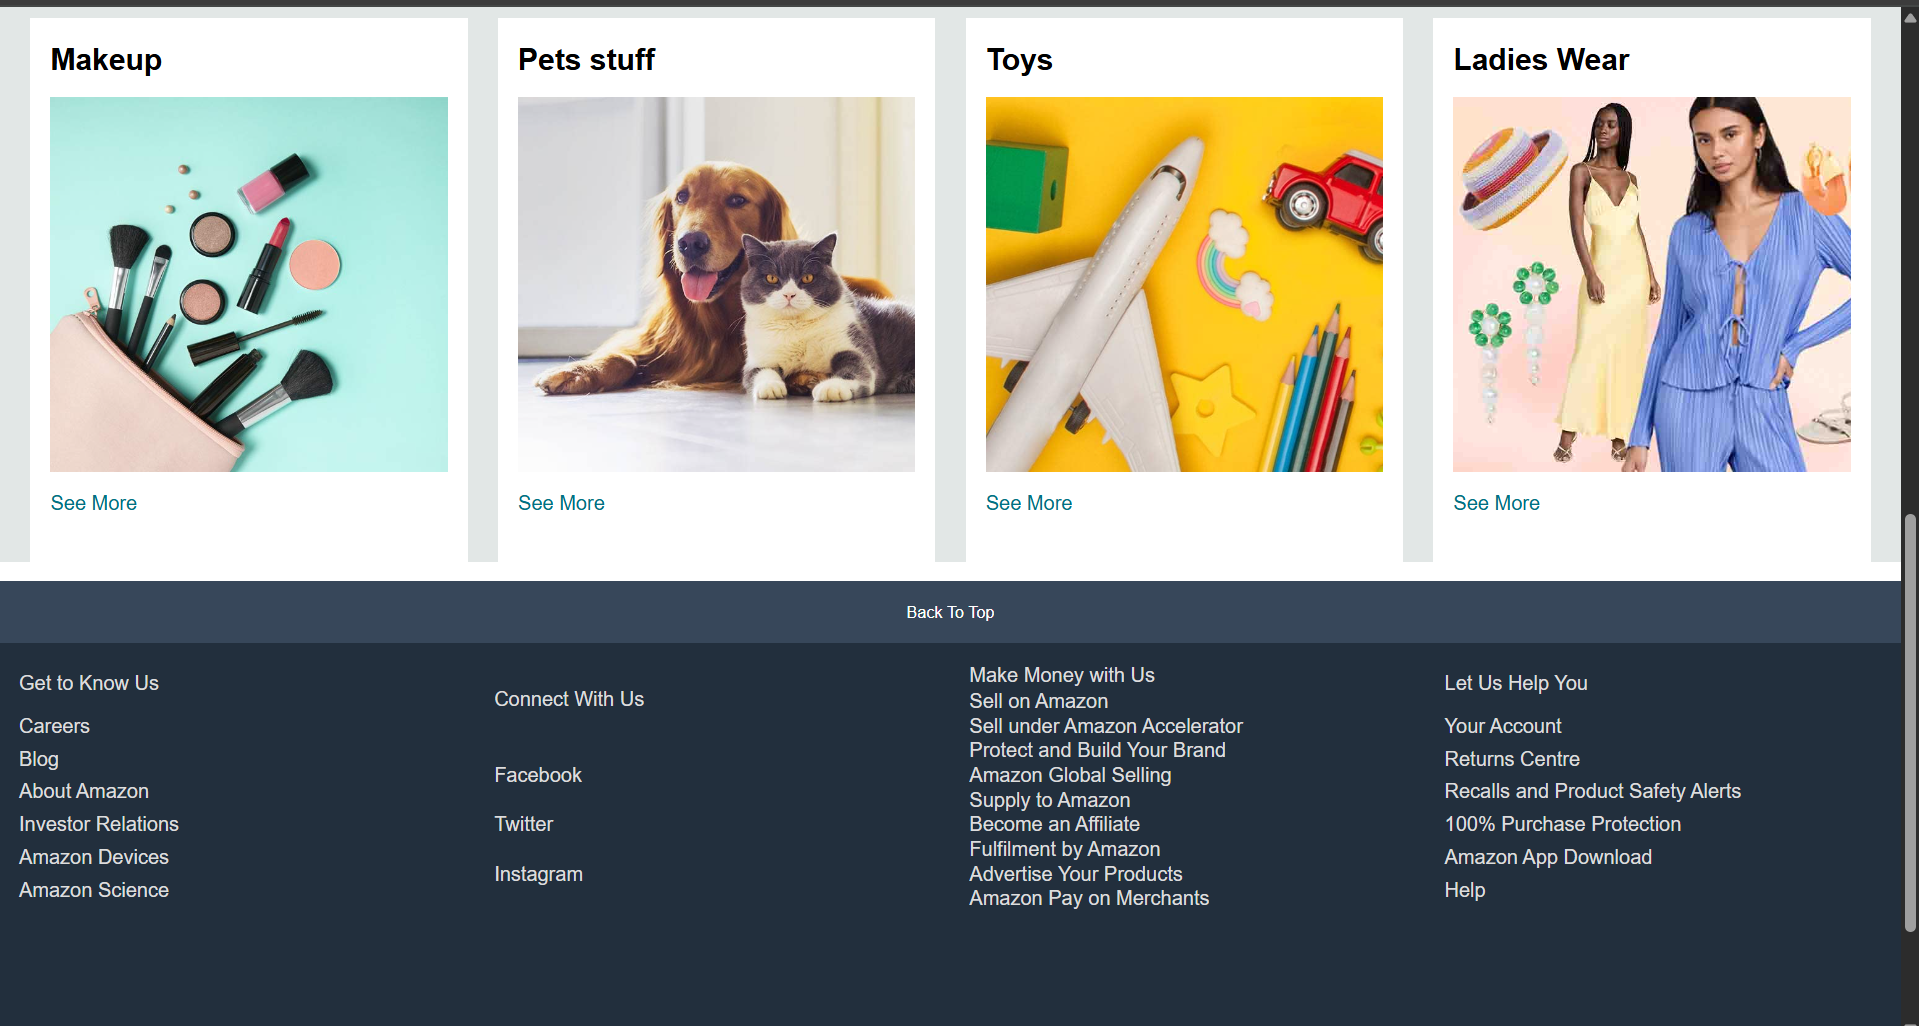 Makeup
Pets stuff
Toys
Ladies Wear
See More
See More
See More
See More
Back To Top
Get to Know Us
Careers
Blog
About Amazon
Investor Relations
Amazon Devices
Amazon Science
Connect With Us
Facebook
Twitter
Instagram
Make Money with Us
Sell on Amazon
Sell under Amazon Accelerator
Protect and Build Your Brand
Amazon Global Selling
Supply to Amazon
Become an Affiliate
Fulfilment by Amazon
Advertise Your Products
Amazon Pay on Merchants
Let Us Help You
Your Account
Returns Centre
Recalls and Product Safety Alerts
100% Purchase Protection
Amazon App Download
Help